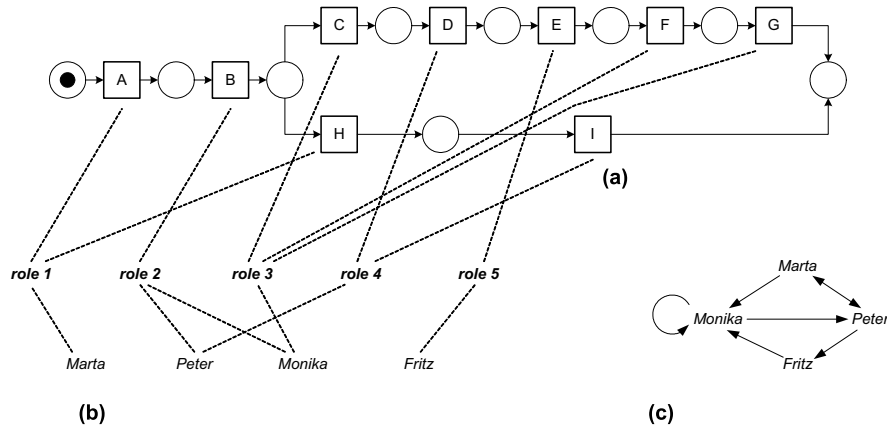 C D E F G
A B
H I
(a)
role 1 role 2 role 3 role 4 role 5
Marta
Monika Peter
Fritz
Marta Peter Monika Fritz
(b) (c)